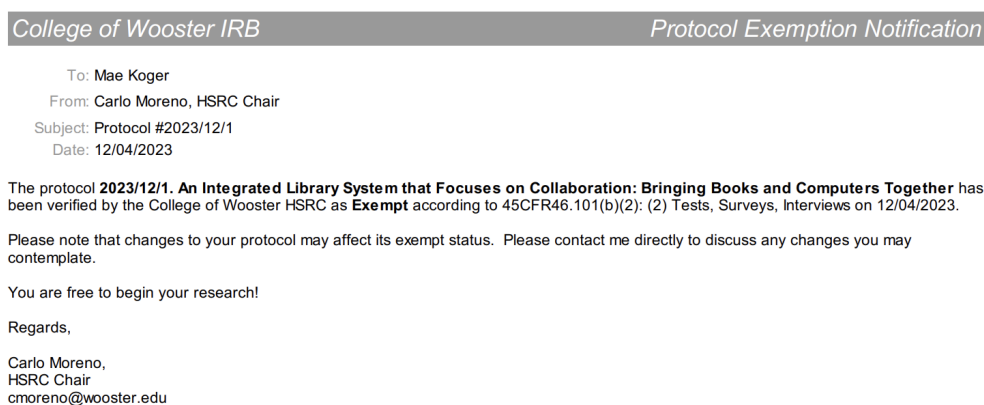 College of Wooster IRB Protocol Exemption Notification
To: Mae Koger
From: Carlo Moreno, HSRC Chair
Subject: Protocol #2023/12/1
Date: 12/04/2023
The protocol 2023/12/1. An Integrated Library System that Focuses on Collaboration: Bringing Books and Computers Together has
been verified by the College of Wooster HSRC as Exempt according to 45CFR46.101(b)(2): (2) Tests, Surveys, Interviews on 12/04/2023.
Please note that changes to your protocol may affect its exempt status. Please contact me directly to discuss any changes you may
contemplate.
You are free to begin your research!
Regards,
Carlo Moreno,
HSRC Chair
cmoreno@wooster.edu